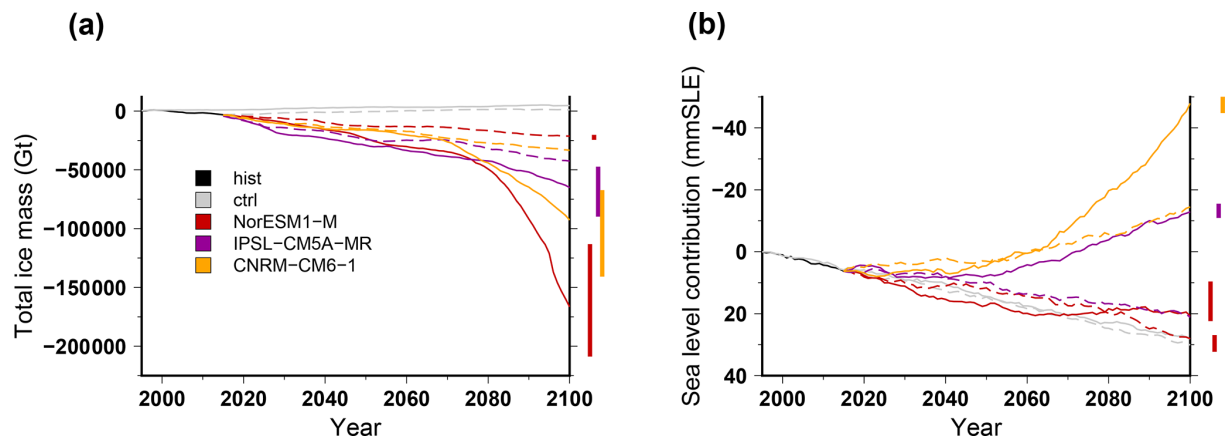 (a)
Total ice mass (Gt)
0
−50000
−100000
−150000
−200000
hist
ctrl
NorESM1−M
IPSL−CM5A−MR
CNRM−CM6−1
2000 2020 2040 2060 2080 2100
Year
(b)
Sea level contribution (mmSLE)
−40
−20
0
20
40
2000 2020 2040 2060 2080 2100
Year